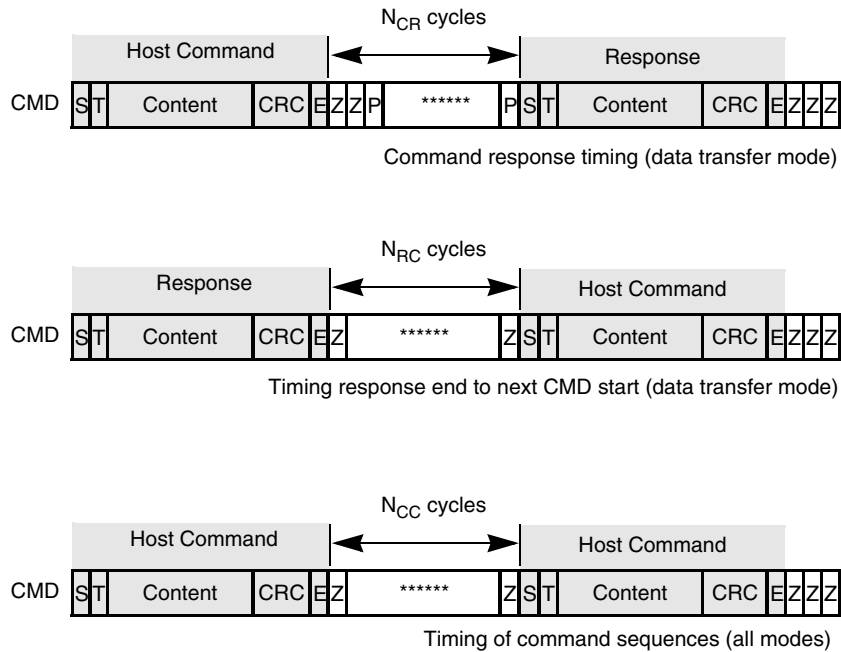 N_CR cycles
Host Command Response
CMD S T Content CRC E Z Z P ****** P S T Content CRC E Z Z Z
Command response timing (data transfer mode)
N_RC cycles
Response Host Command
CMD S T Content CRC E Z ****** Z S T Content CRC E Z Z Z
Timing response end to next CMD start (data transfer mode)
N_CC cycles
Host Command Host Command
CMD S T Content CRC E Z ****** Z S T Content CRC E Z Z Z
Timing of command sequences (all modes)